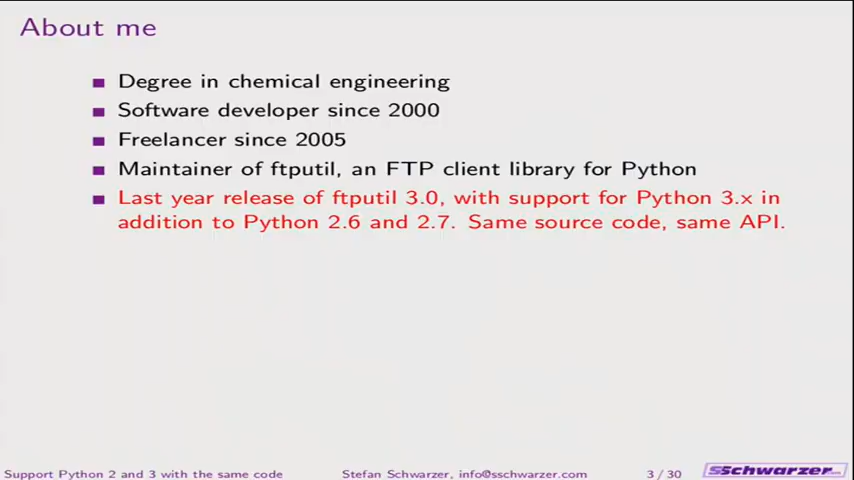 About me
Degree in chemical engineering
Software developer since 2000
Freelancer since 2005
Maintainer of ftputil, an FTP client library for Python
Last year release of ftputil 3.0, with support for Python 3.x in
addition to Python 2.6 and 2.7. Same source code, same API.
Support Python 2 and 3 with the same code Stefan Schwarzer, info@sschwarzer.com 3 / 30 SSchwarzer.com